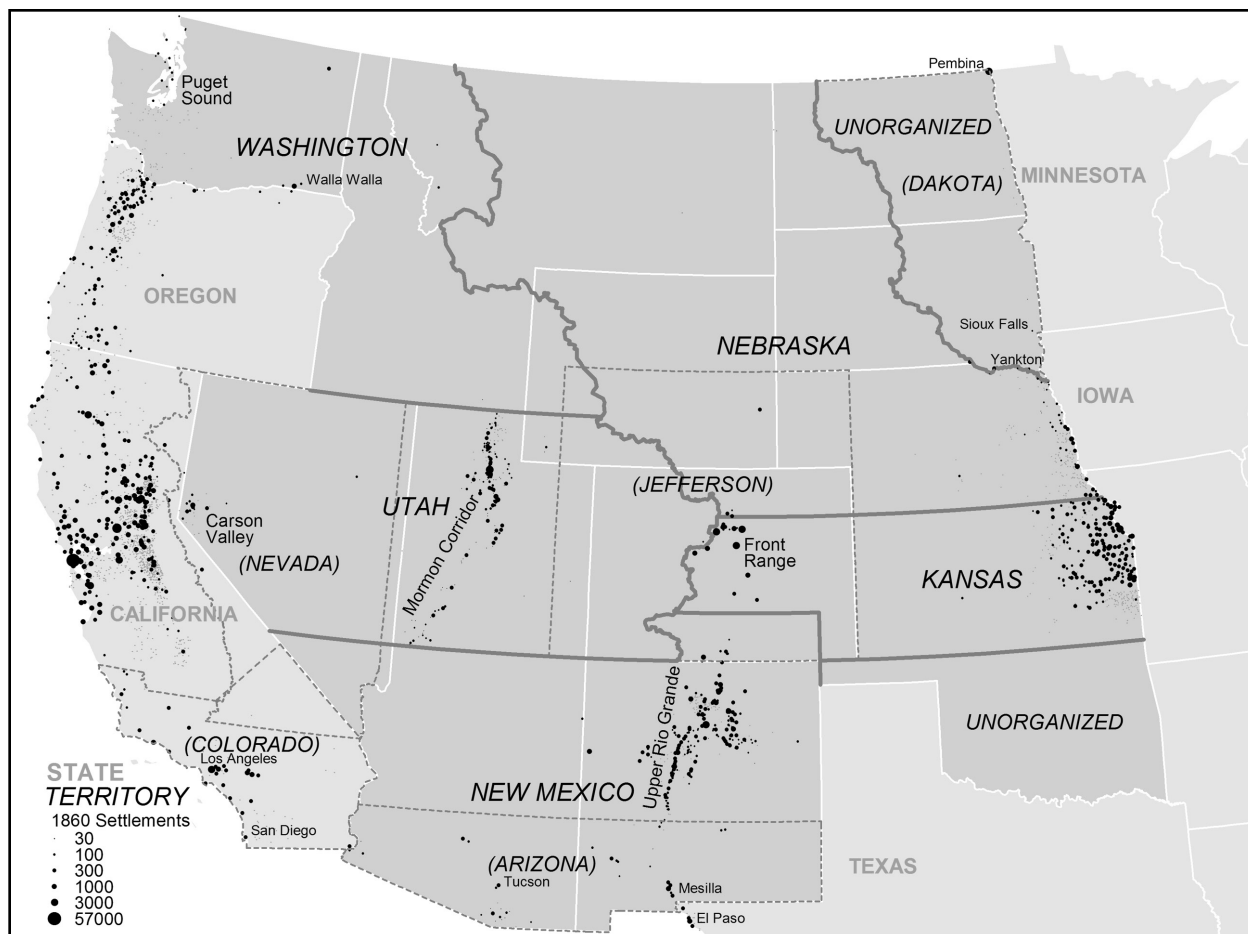 Pembina
Puget
Sound
UNORGANIZED
WASHINGTON
MINNESOTA
Walla Walla
(DAKOTA)
OREGON
Sioux Falls
NEBRASKA
Yankton
IOWA
(JEFFERSON)
UTAH
Mormon Corridor
Carson
Valley
Front
Range
(NEVADA)
KANSAS
CALIFORNIA
Upper Rio Grande
UNORGANIZED
(COLORADO)
Los Angeles
STATE
TERRITORY
NEW MEXICO
1860 Settlements
30
100
300
1000
3000
57000
San Diego
(ARIZONA)
Tucson
TEXAS
Mesilla
El Paso